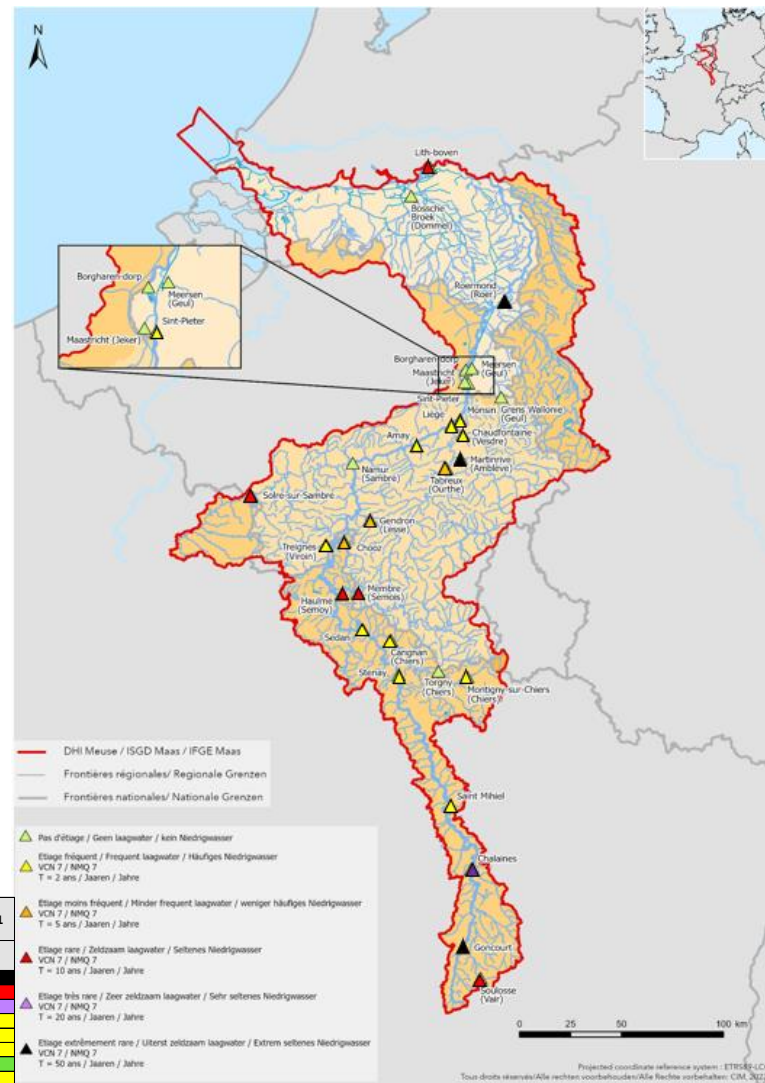 N
Lith-boven
Bossche
Broek
(Dommel)
Roermond
(Roer)
Borgharen-dorp
Meersen
(Geul)
Sint-Pieter
Maastricht (Jeker)
Borgharen-dorp
Maastricht
(Jeker)
Meersen
(Geul)
Sint-Pieter
Liège
Monsin
Grens Wallonie
(Geul)
Chaudfontaine
(Vesdre)
Amay
Martinrive
(Amblève)
Namur
(Sambre)
Tabreux
(Ourthe)
Solre-sur-Sambre
Gendron
(Lesse)
Treignes
(Viroin)
Chooz
Haulmé
(Semoy)
Membre
(Semois)
Sedan
Carignan
(Chiers)
Stenay
Torgny
(Chiers)
Montigny-sur-Chiers
(Chiers)
Saint Mihiel
Chalaines
Goncourt
Soulosse
(Vair)
DHI Meuse / ISGD Maas / IFGE Maas
Frontières régionales/ Regionale Grenzen
Frontières nationales/ Nationale Grenzen
Pas d'étiage / Geen laagwater / kein Niedrigwasser
Etiage fréquent / Frequent laagwater / Häufiges Niedrigwasser
VCN 7 / NMQ 7
T = 2 ans / Jaaren / Jahre
Etiage moins fréquent / Minder frequent laagwater / weniger häufiges Niedrigwasser
VCN 7 / NMQ 7
T = 5 ans / Jaaren / Jahre
Etiage rare / Zeldzaam laagwater / Seltenes Niedrigwasser
VCN 7 / NMQ 7
T = 10 ans / Jaaren / Jahre
Etiage très rare / Zeer zeldzaam laagwater / Sehr seltenes Niedrigwasser
VCN 7 / NMQ 7
T = 20 ans / Jaaren / Jahre
Etiage extrêmement rare / Uiterst zeldzaam laagwater / Extrem seltenes Niedrigwasser
VCN 7 / NMQ 7
T = 50 ans / Jaaren / Jahre
0 25 50 100 km
Projected coordinate reference system :
Tous droits réservés/Alle rechten voorbehouden/Alle Rechte vorbehalten: CIM,